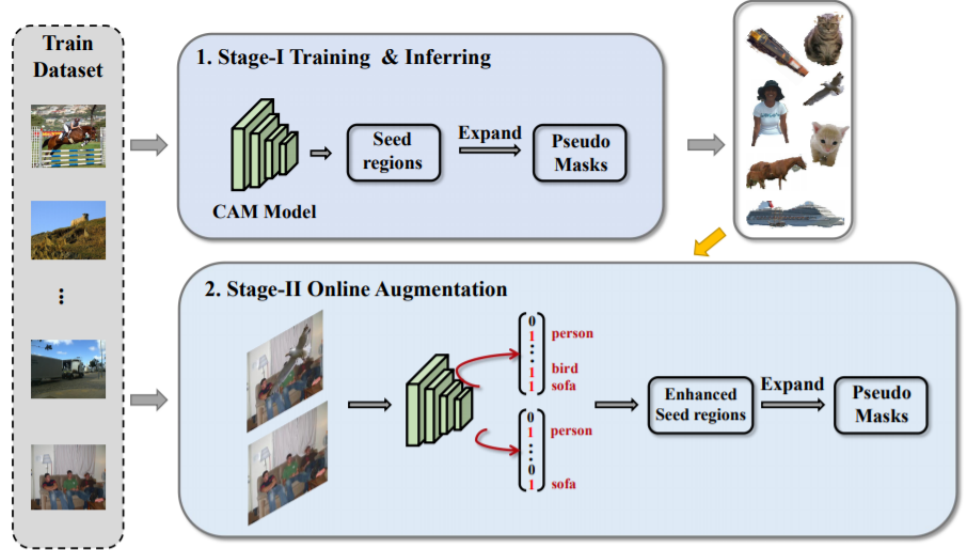 Train
Dataset
1. Stage-I Training & Inferring
CAM Model
Seed
regions
Expand
Pseudo
Masks
2. Stage-II Online Augmentation
0
1
1
1
person
bird
sofa
0
1
0
1
person
sofa
Enhanced
Seed regions
Expand
Pseudo
Masks